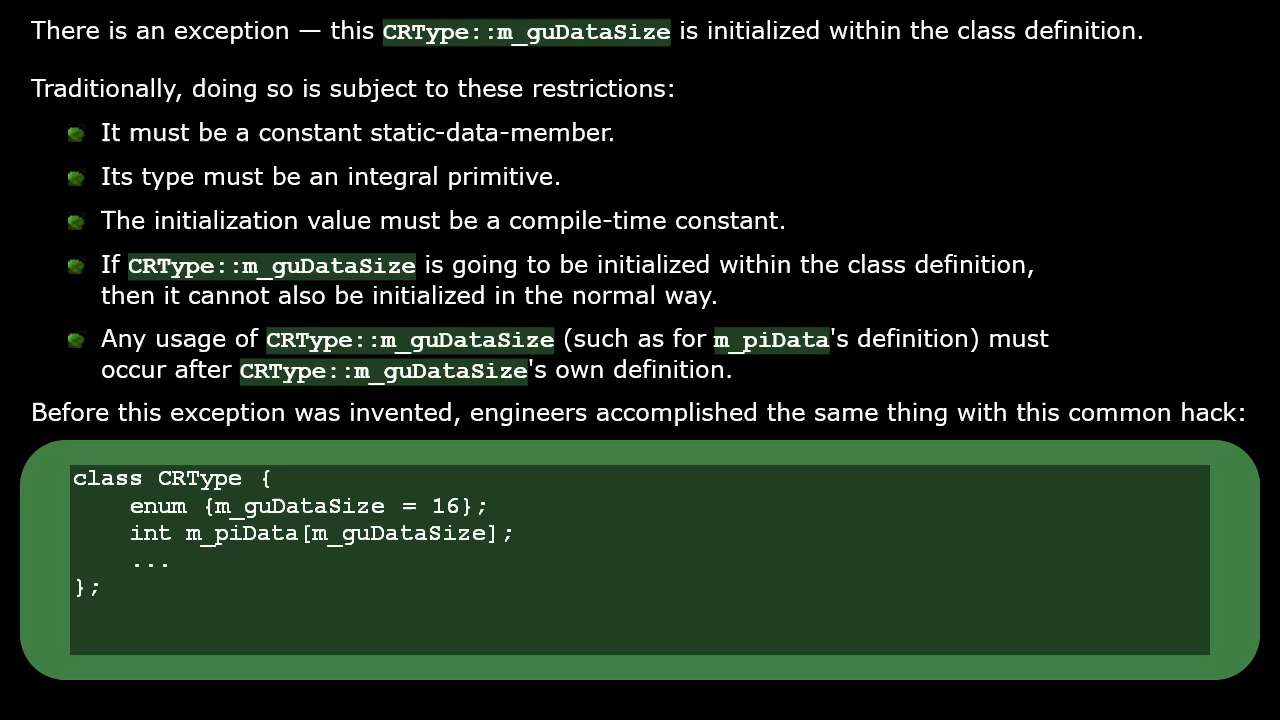 There is an exception — this CRType::m_guDataSize is initialized within the class definition.
Traditionally, doing so is subject to these restrictions:
It must be a constant static-data-member.
Its type must be an integral primitive.
The initialization value must be a compile-time constant.
If CRType::m_guDataSize is going to be initialized within the class definition,
then it cannot also be initialized in the normal way.
Any usage of CRType::m_guDataSize (such as for m_piData's definition) must
occur after CRType::m_guDataSize's own definition.
Before this exception was invented, engineers accomplished the same thing with this common hack:
class CRType {
    enum {m_guDataSize = 16};
    int m_piData[m_guDataSize];
    ...
};